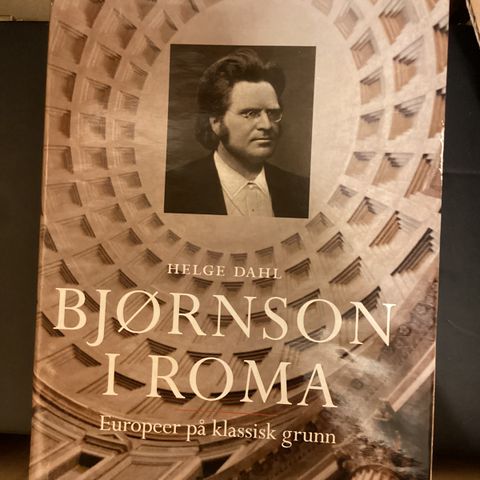 HELGE DAHL
BJØRNSON
I ROMA
Europeer på klassisk grunn